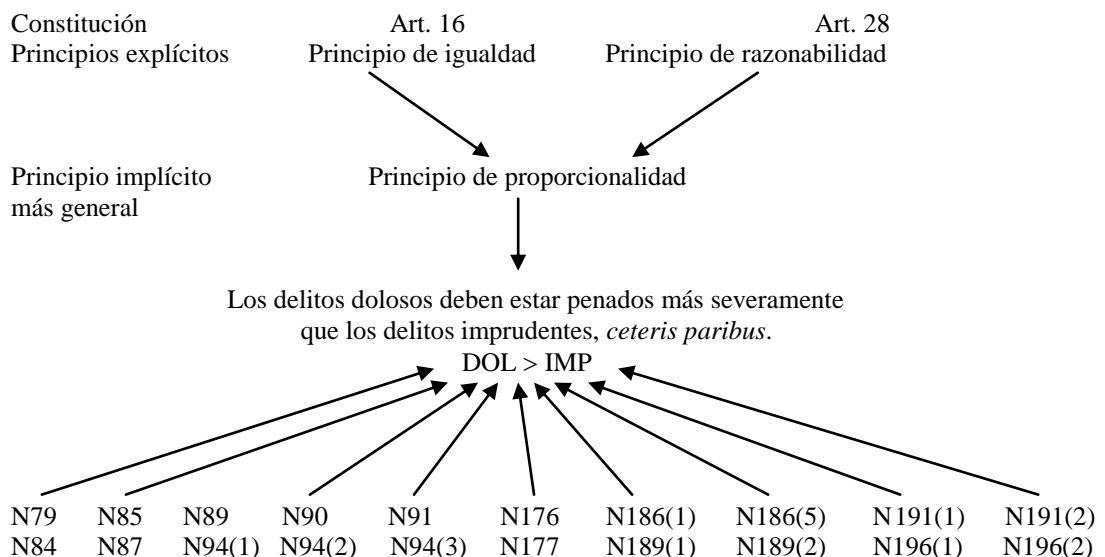 Constitución Art. 16 Art. 28
Principios explícitos Principio de igualdad Principio de razonabilidad
Principio implícito Principio de proporcionalidad
más general
Los delitos dolosos deben estar penados más severamente
que los delitos imprudentes, ceteris paribus.
DOL > IMP
N79 N85 N89 N90 N91 N176 N186(1) N186(5) N191(1) N191(2)
N84 N87 N94(1) N94(2) N94(3) N177 N189(1) N189(2) N196(1) N196(2)